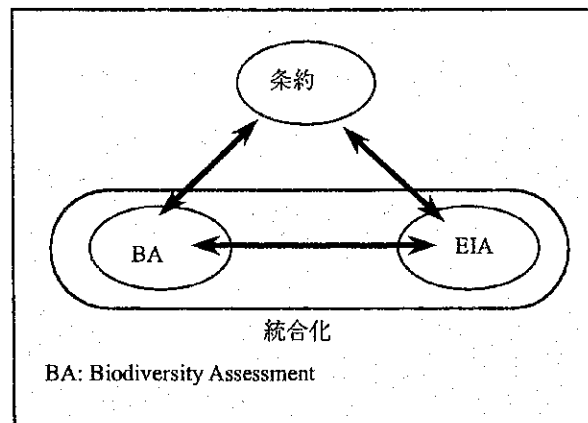 条約
BA
EIA
統合化
BA: Biodiversity Assessment